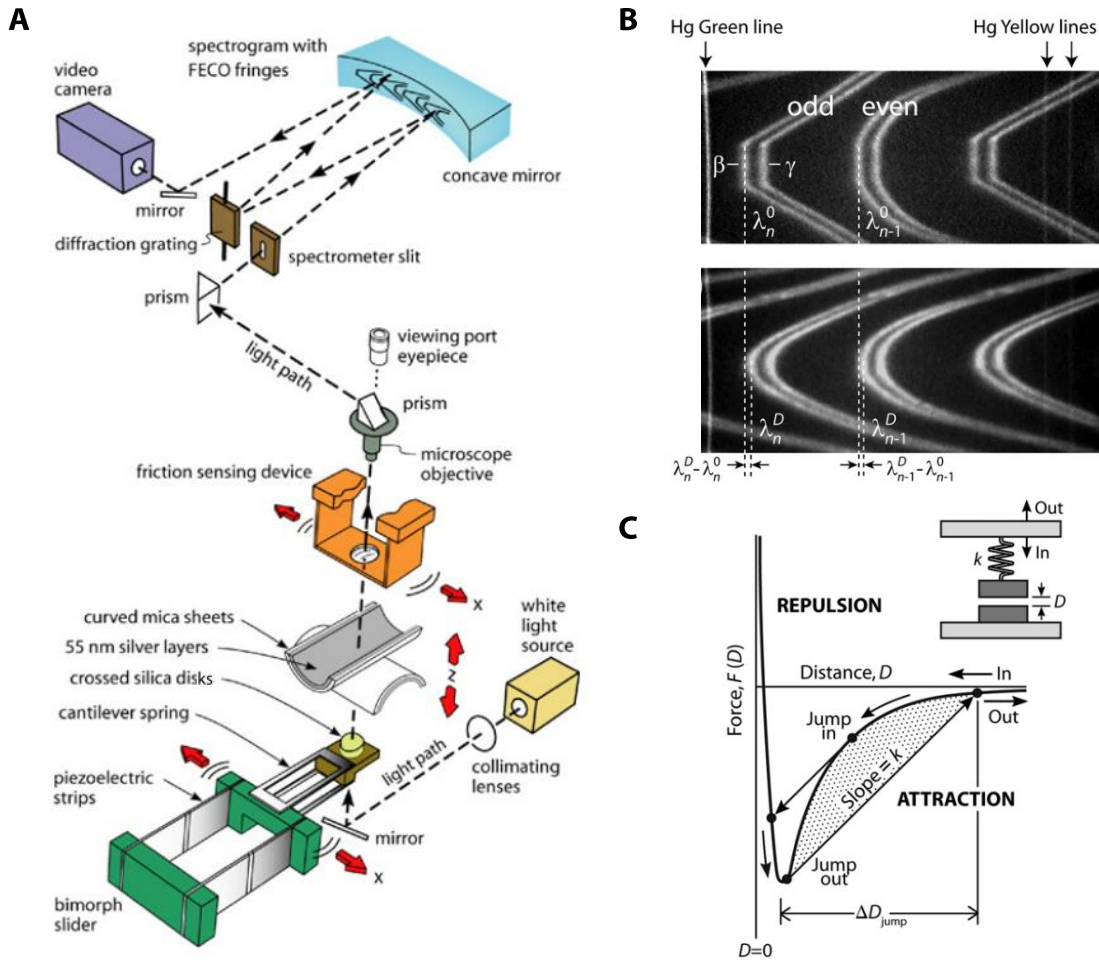 A
spectrogram with
FECO fringes
video
camera
concave mirror
mirror
diffraction grating
spectrometer slit
prism
light path
viewing port
eyepiece
prism
microscope
objective
friction sensing device
X
curved mica sheets
55 nm silver layers
crossed silica disks
cantilever spring
Z
white
light
source
light path
collimating
lenses
piezoelectric
strips
mirror
X
bimorph
slider
B
Hg Green line
Hg Yellow lines
odd
even
β
γ
λ⁰ₙ
λ⁰ₙ₋₁
λᴰₙ
λᴰₙ₋₁
λᴰₙ-λ⁰ₙ
λᴰₙ₋₁-λ⁰ₙ₋₁
C
Out
In
k
D
REPULSION
Force, F (D)
Distance, D
In
Out
Jump
in
Slope = k
ATTRACTION
Jump
out
ΔDjump
D=0